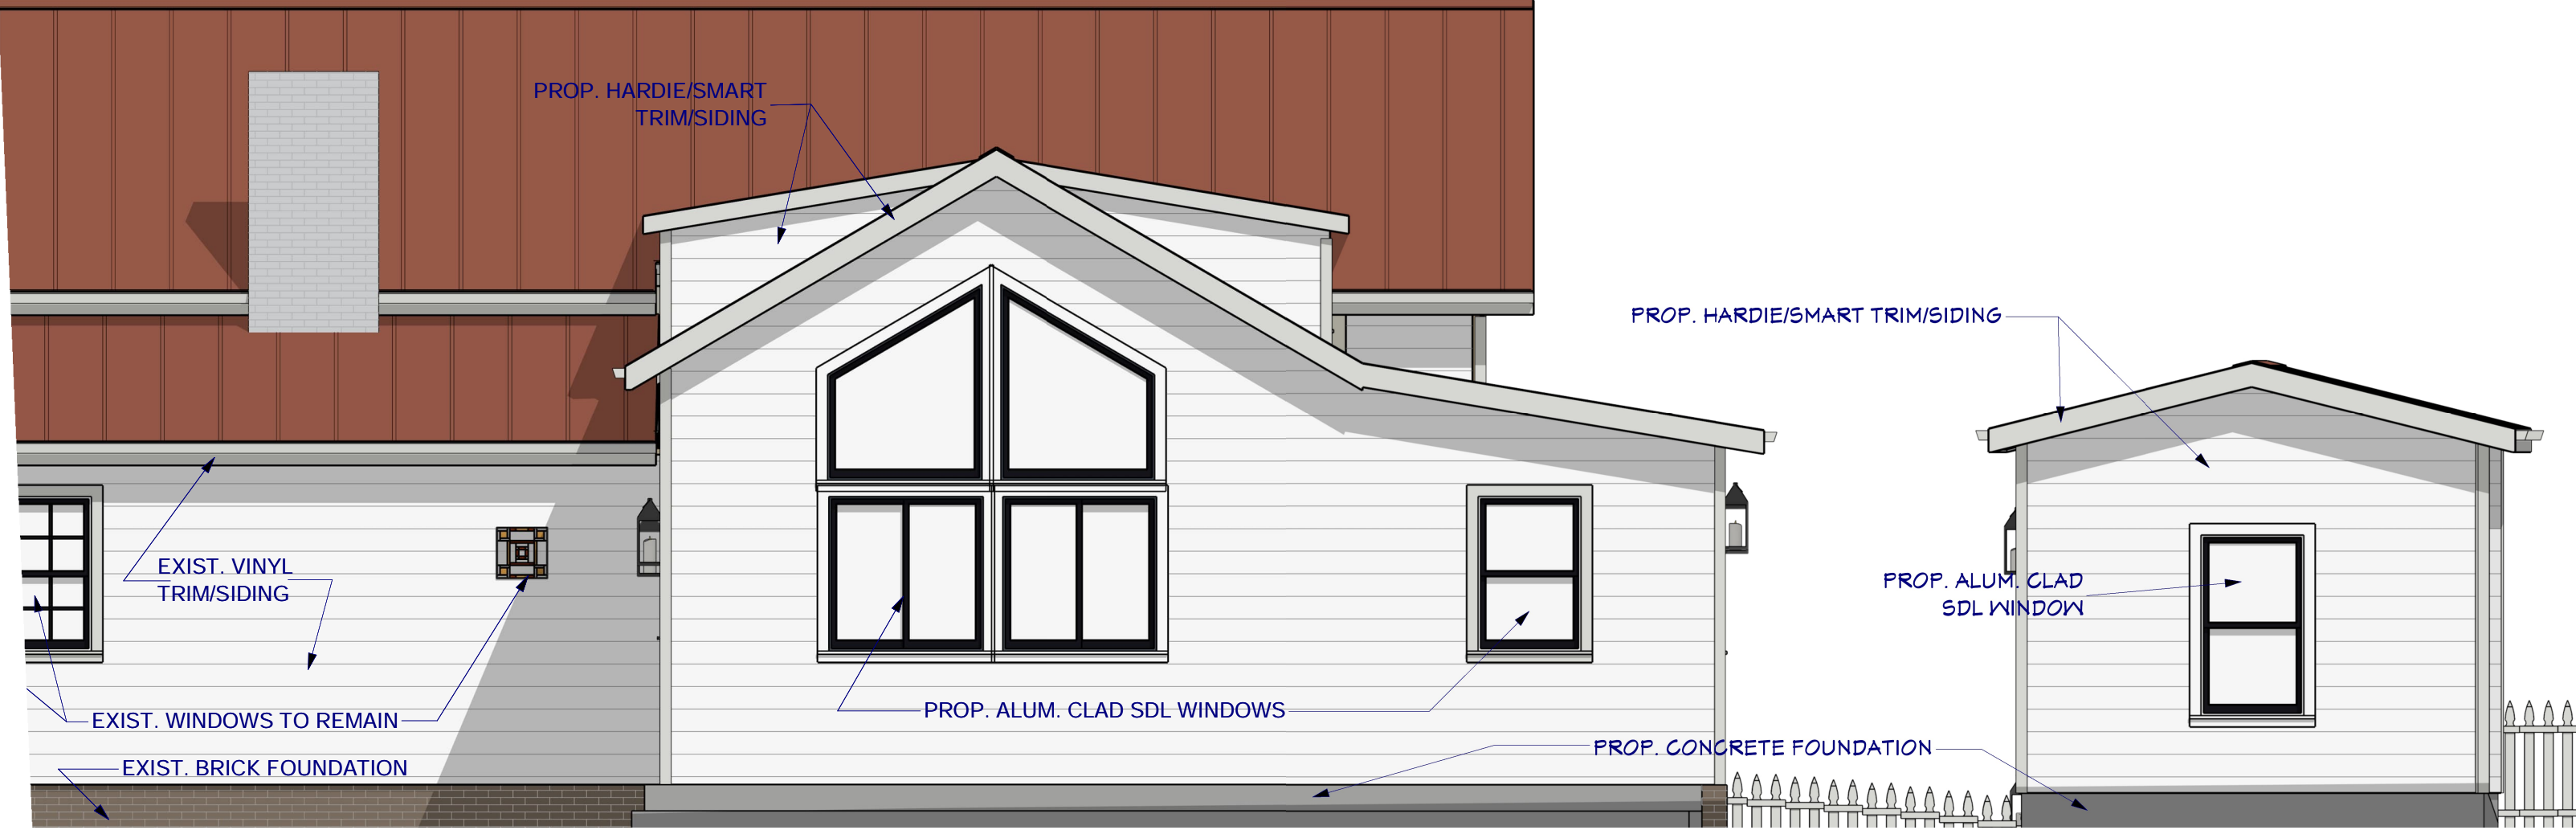 PROP. HARDIE/SMART
TRIM/SIDING
PROP. HARDIE/SMART TRIM/SIDING
EXIST. VINYL
TRIM/SIDING
PROP. ALUM. CLAD
SDL WINDOW
EXIST. WINDOWS TO REMAIN
PROP. ALUM. CLAD SDL WINDOWS
PROP. CONCRETE FOUNDATION
EXIST. BRICK FOUNDATION